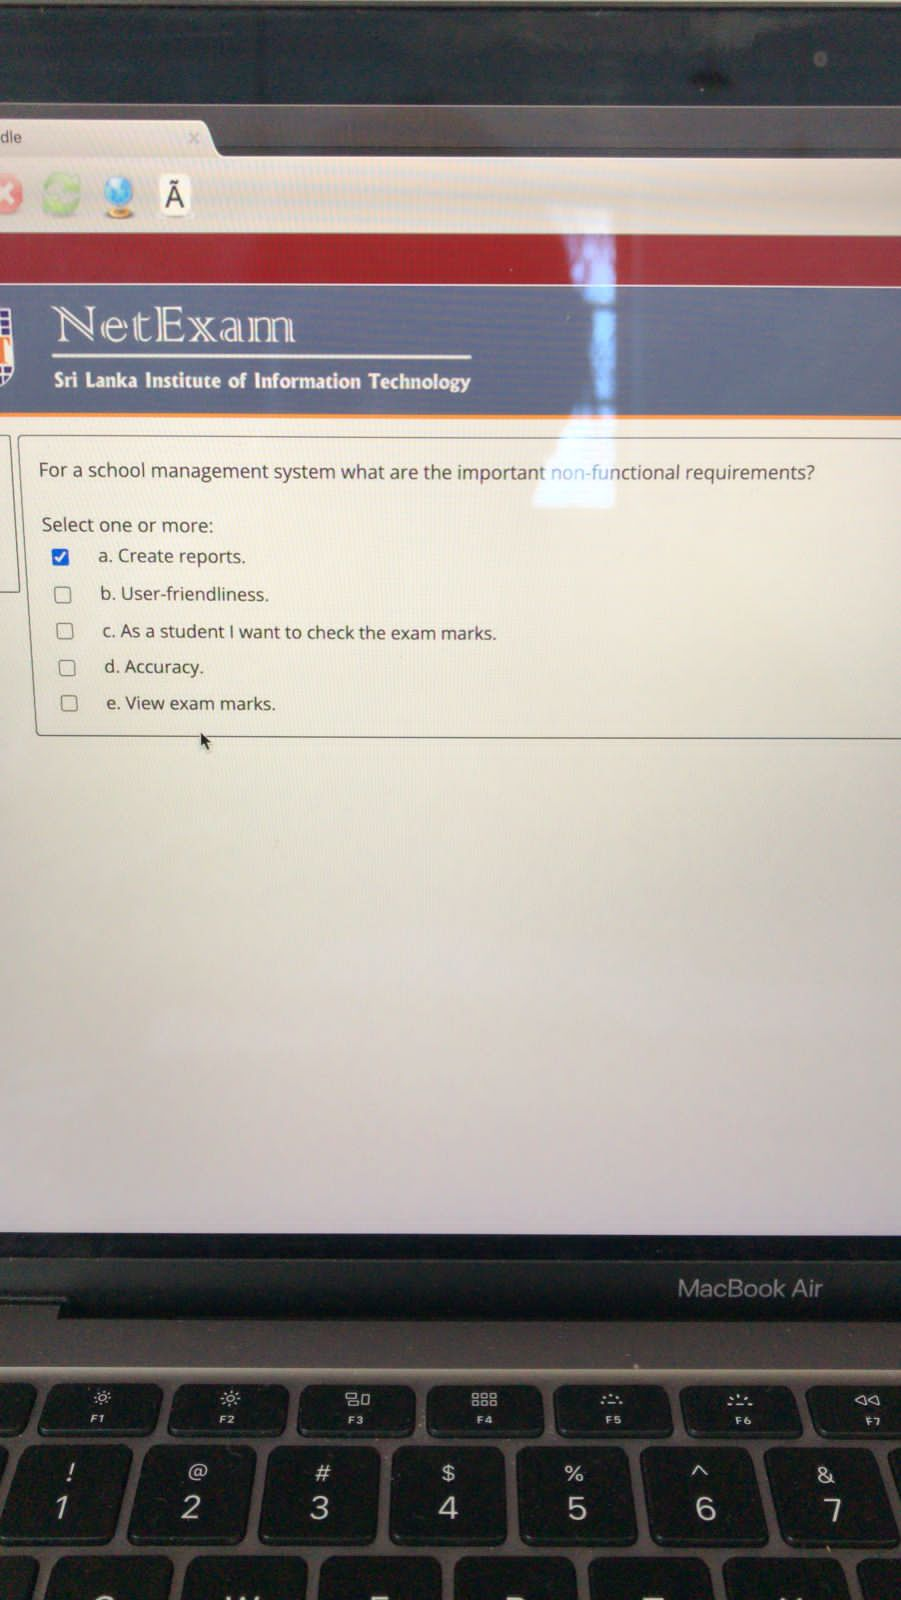 dle
Ã
NetExam
Sri Lanka Institute of Information Technology
For a school management system what are the important non-functional requirements?
Select one or more:
a. Create reports.
b. User-friendliness.
c. As a student I want to check the exam marks.
d. Accuracy.
e. View exam marks.
MacBook Air
F1 F2 F3 F4 F5 F6 F7
! @ # $ % ^ &
1 2 3 4 5 6 7